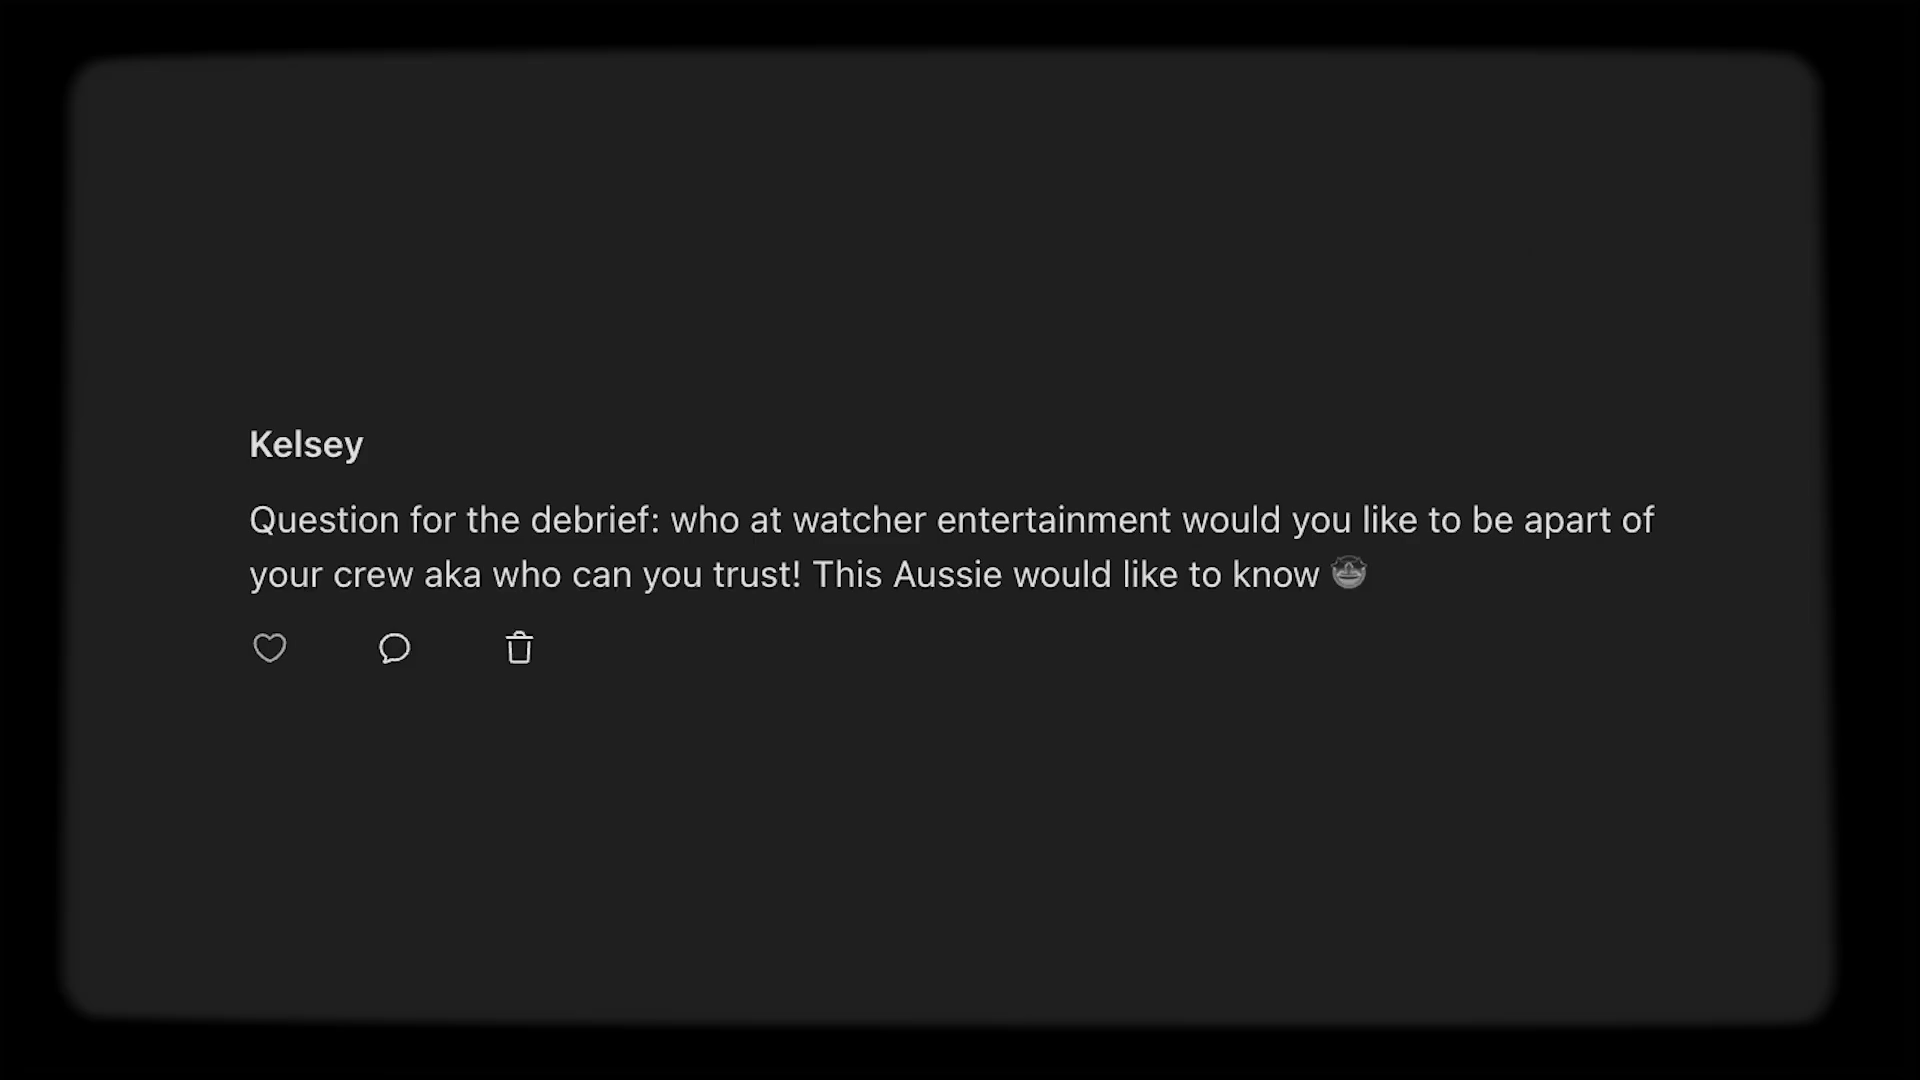 Kelsey
Question for the debrief: who at watcher entertainment would you like to be apart of
your crew aka who can you trust! This Aussie would like to know 🤩